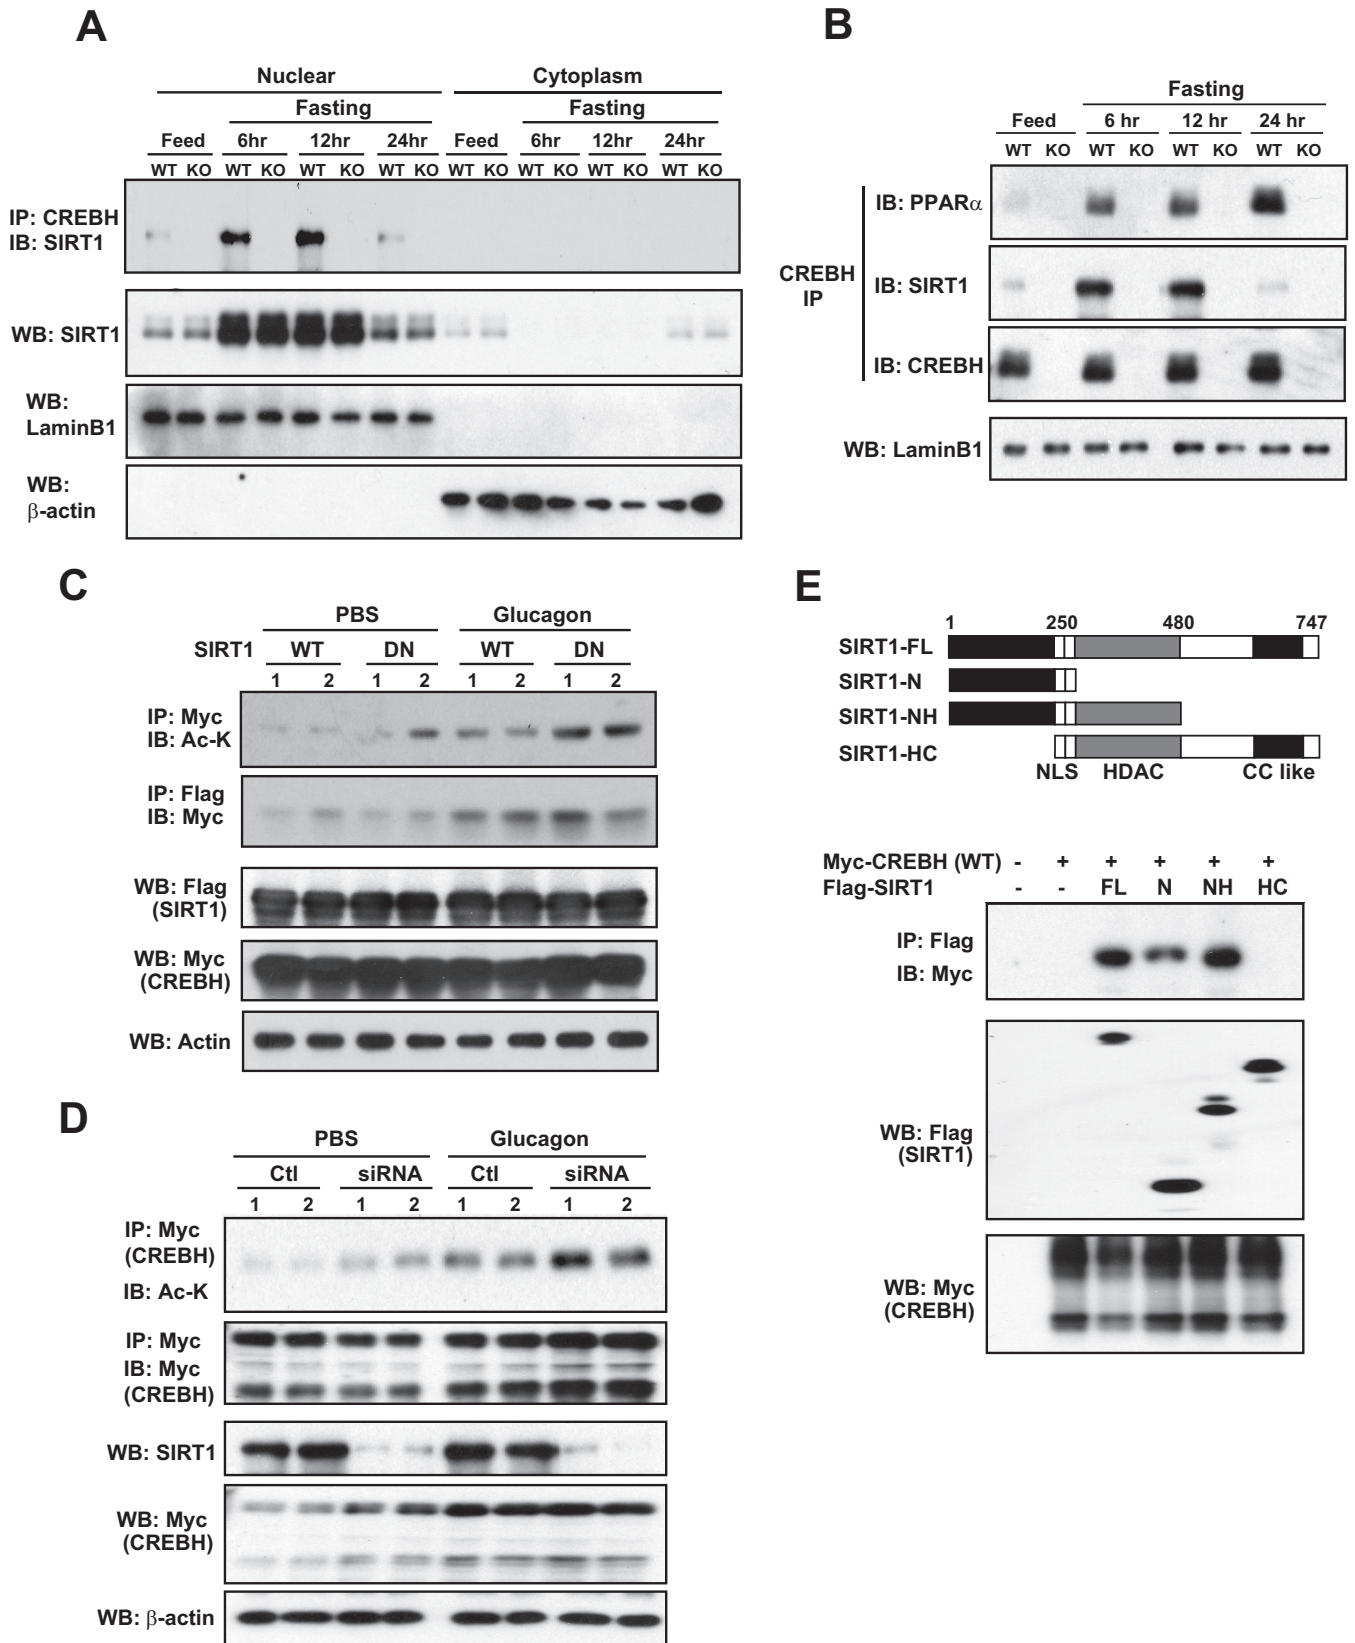 A
Nuclear Cytoplasm
Fasting Fasting
Feed 6hr 12hr 24hr Feed 6hr 12hr 24hr
WT KO WT KO WT KO WT KO WT KO WT KO WT KO WT KO
IP: CREBH
IB: SIRT1
WB: SIRT1
WB:
LaminB1
WB:
β-actin
B
Fasting
Feed 6 hr 12 hr 24 hr
WT KO WT KO WT KO WT KO
CREBH
IP
IB: PPARα
IB: SIRT1
IB: CREBH
WB: LaminB1
C
PBS Glucagon
SIRT1 WT DN WT DN
1 2 1 2 1 2 1 2
IP: Myc
IB: Ac-K
IP: Flag
IB: Myc
WB: Flag
(SIRT1)
WB: Myc
(CREBH)
WB: Actin
D
PBS Glucagon
Ctl siRNA Ctl siRNA
1 2 1 2 1 2 1 2
IP: Myc
(CREBH)
IB: Ac-K
IP: Myc
IB: Myc
(CREBH)
WB: SIRT1
WB: Myc
(CREBH)
WB: β-actin
E
1 250 480 747
SIRT1-FL
SIRT1-N
SIRT1-NH
SIRT1-HC
NLS HDAC CC like
Myc-CREBH (WT) - + + + + +
Flag-SIRT1 - - FL N NH HC
IP: Flag
IB: Myc
WB: Flag
(SIRT1)
WB: Myc
(CREBH)